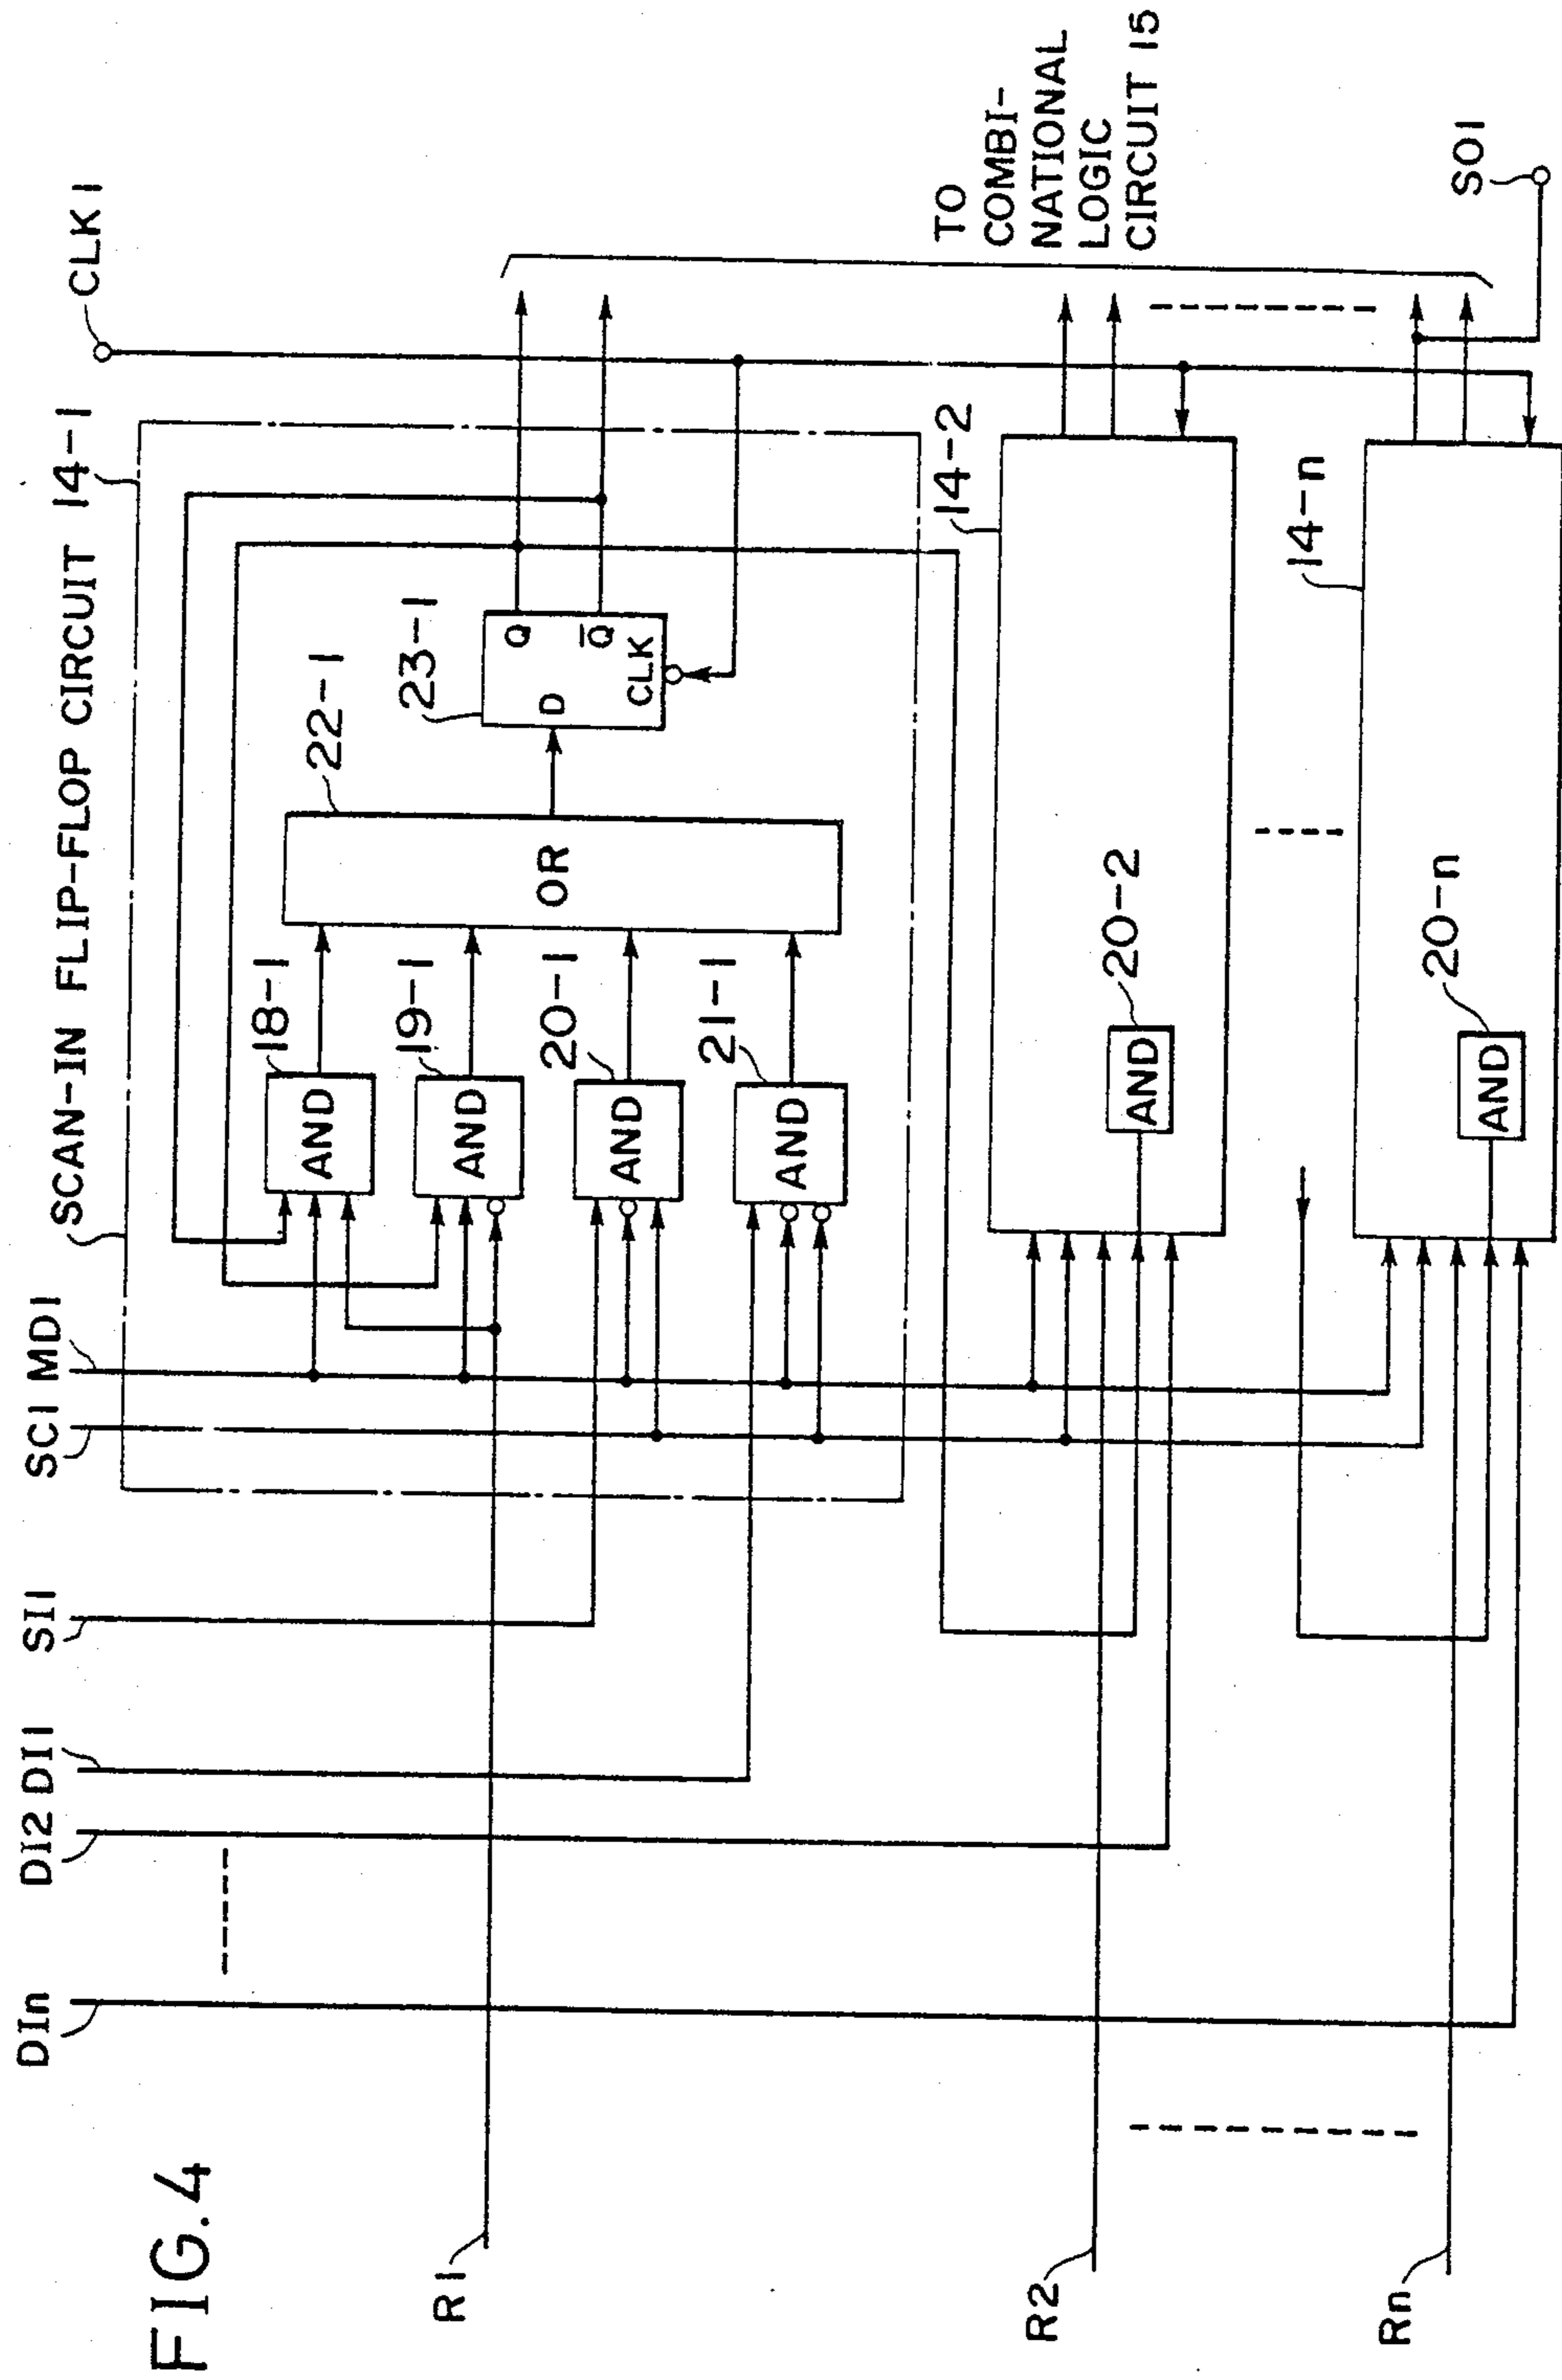 FIG.4
DIn
DI2
DI1
SI1
SC1
MD1
SCAN-IN FLIP-FLOP CIRCUIT 14-1
CLK 1
18-1
AND
19-1
AND
20-1
AND
21-1
AND
22-1
OR
23-1
D
Q
Q̅
CLK
R1
14-2
20-2
AND
R2
14-n
20-n
AND
Rn
TO
COMBI-
NATIONAL
LOGIC
CIRCUIT 15
SO1